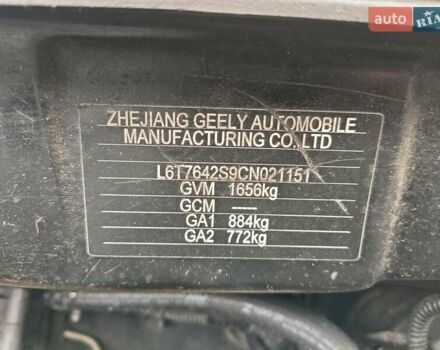 auto RIA
ZHEJIANG GEELY AUTOMOBILE
MANUFACTURING CO.,LTD
L6T7642S9CN021151
GVM 1656kg
GCM ——
GA1 884kg
GA2 772kg